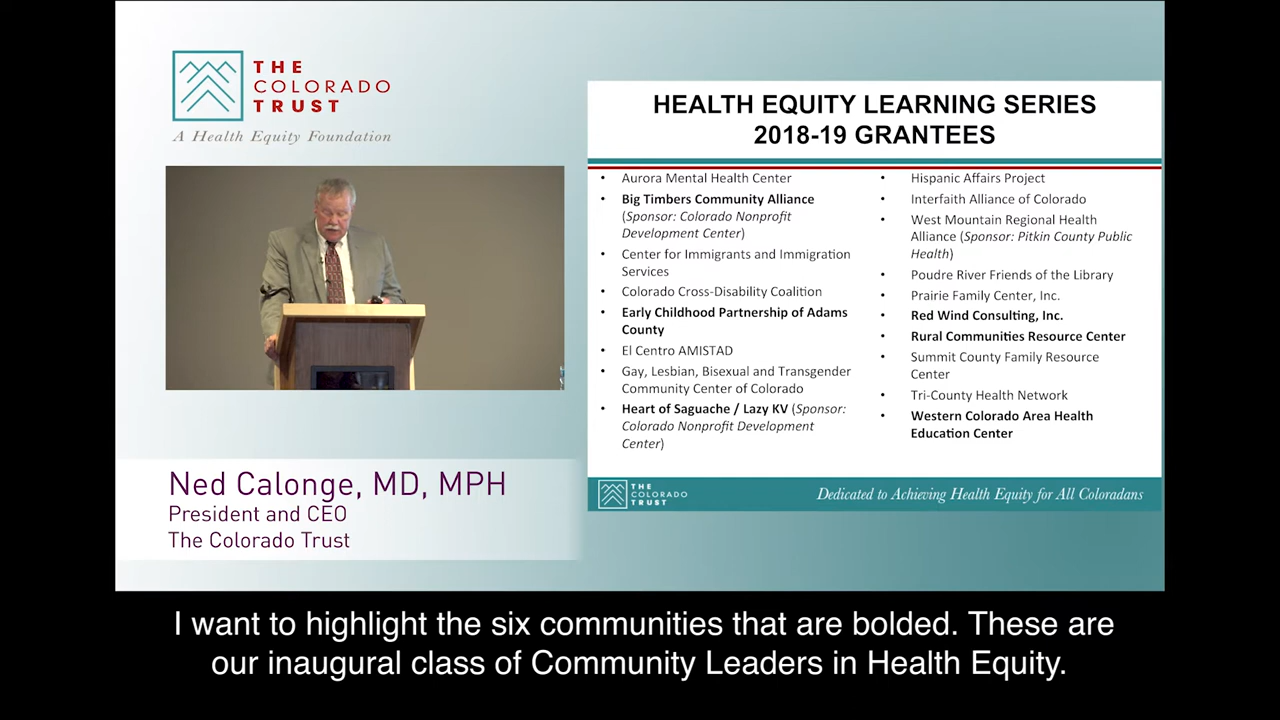 THE
COLORADO
TRUST
A Health Equity Foundation
HEALTH EQUITY LEARNING SERIES
2018-19 GRANTEES
• Aurora Mental Health Center
• Big Timbers Community Alliance
(Sponsor: Colorado Nonprofit
Development Center)
• Center for Immigrants and Immigration
Services
• Colorado Cross-Disability Coalition
• Early Childhood Partnership of Adams
County
• El Centro AMISTAD
• Gay, Lesbian, Bisexual and Transgender
Community Center of Colorado
• Heart of Saguache / Lazy KV (Sponsor:
Colorado Nonprofit Development
Center)
• Hispanic Affairs Project
• Interfaith Alliance of Colorado
• West Mountain Regional Health
Alliance (Sponsor: Pitkin County Public
Health)
• Poudre River Friends of the Library
• Prairie Family Center, Inc.
• Red Wind Consulting, Inc.
• Rural Communities Resource Center
• Summit County Family Resource
Center
• Tri-County Health Network
• Western Colorado Area Health
Education Center
THE
COLORADO
TRUST
Dedicated to Achieving Health Equity for All Coloradans
Ned Calonge, MD, MPH
President and CEO
The Colorado Trust
I want to highlight the six communities that are bolded. These are
our inaugural class of Community Leaders in Health Equity.